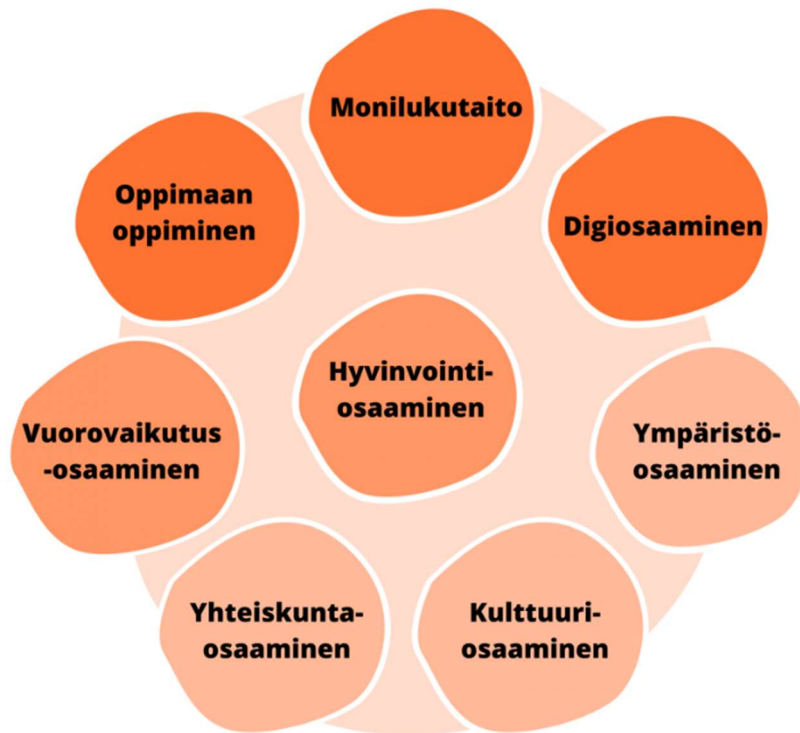 Monilukutaito
Oppimaan
oppiminen
Digiosaaminen
Hyvinvointi-
osaaminen
Vuorovaikutus
-osaaminen
Ympäristö-
osaaminen
Yhteiskunta-
osaaminen
Kulttuuri-
osaaminen